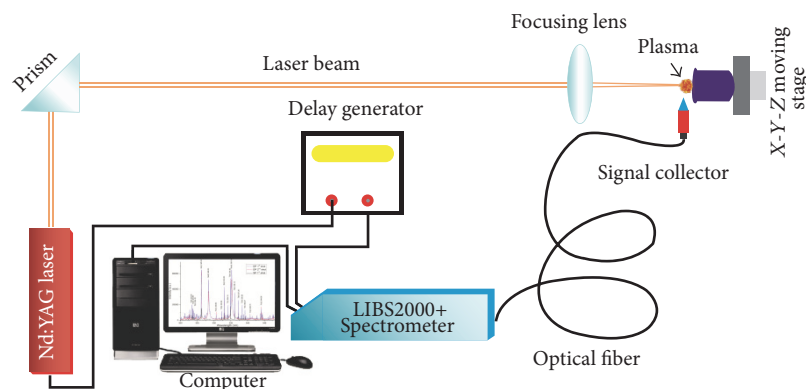 Focusing lens
Plasma
Prism
Laser beam
X-Y-Z moving
stage
Delay generator
Signal collector
Nd:YAG laser
LIBS2000+
Spectrometer
Optical fiber
Computer